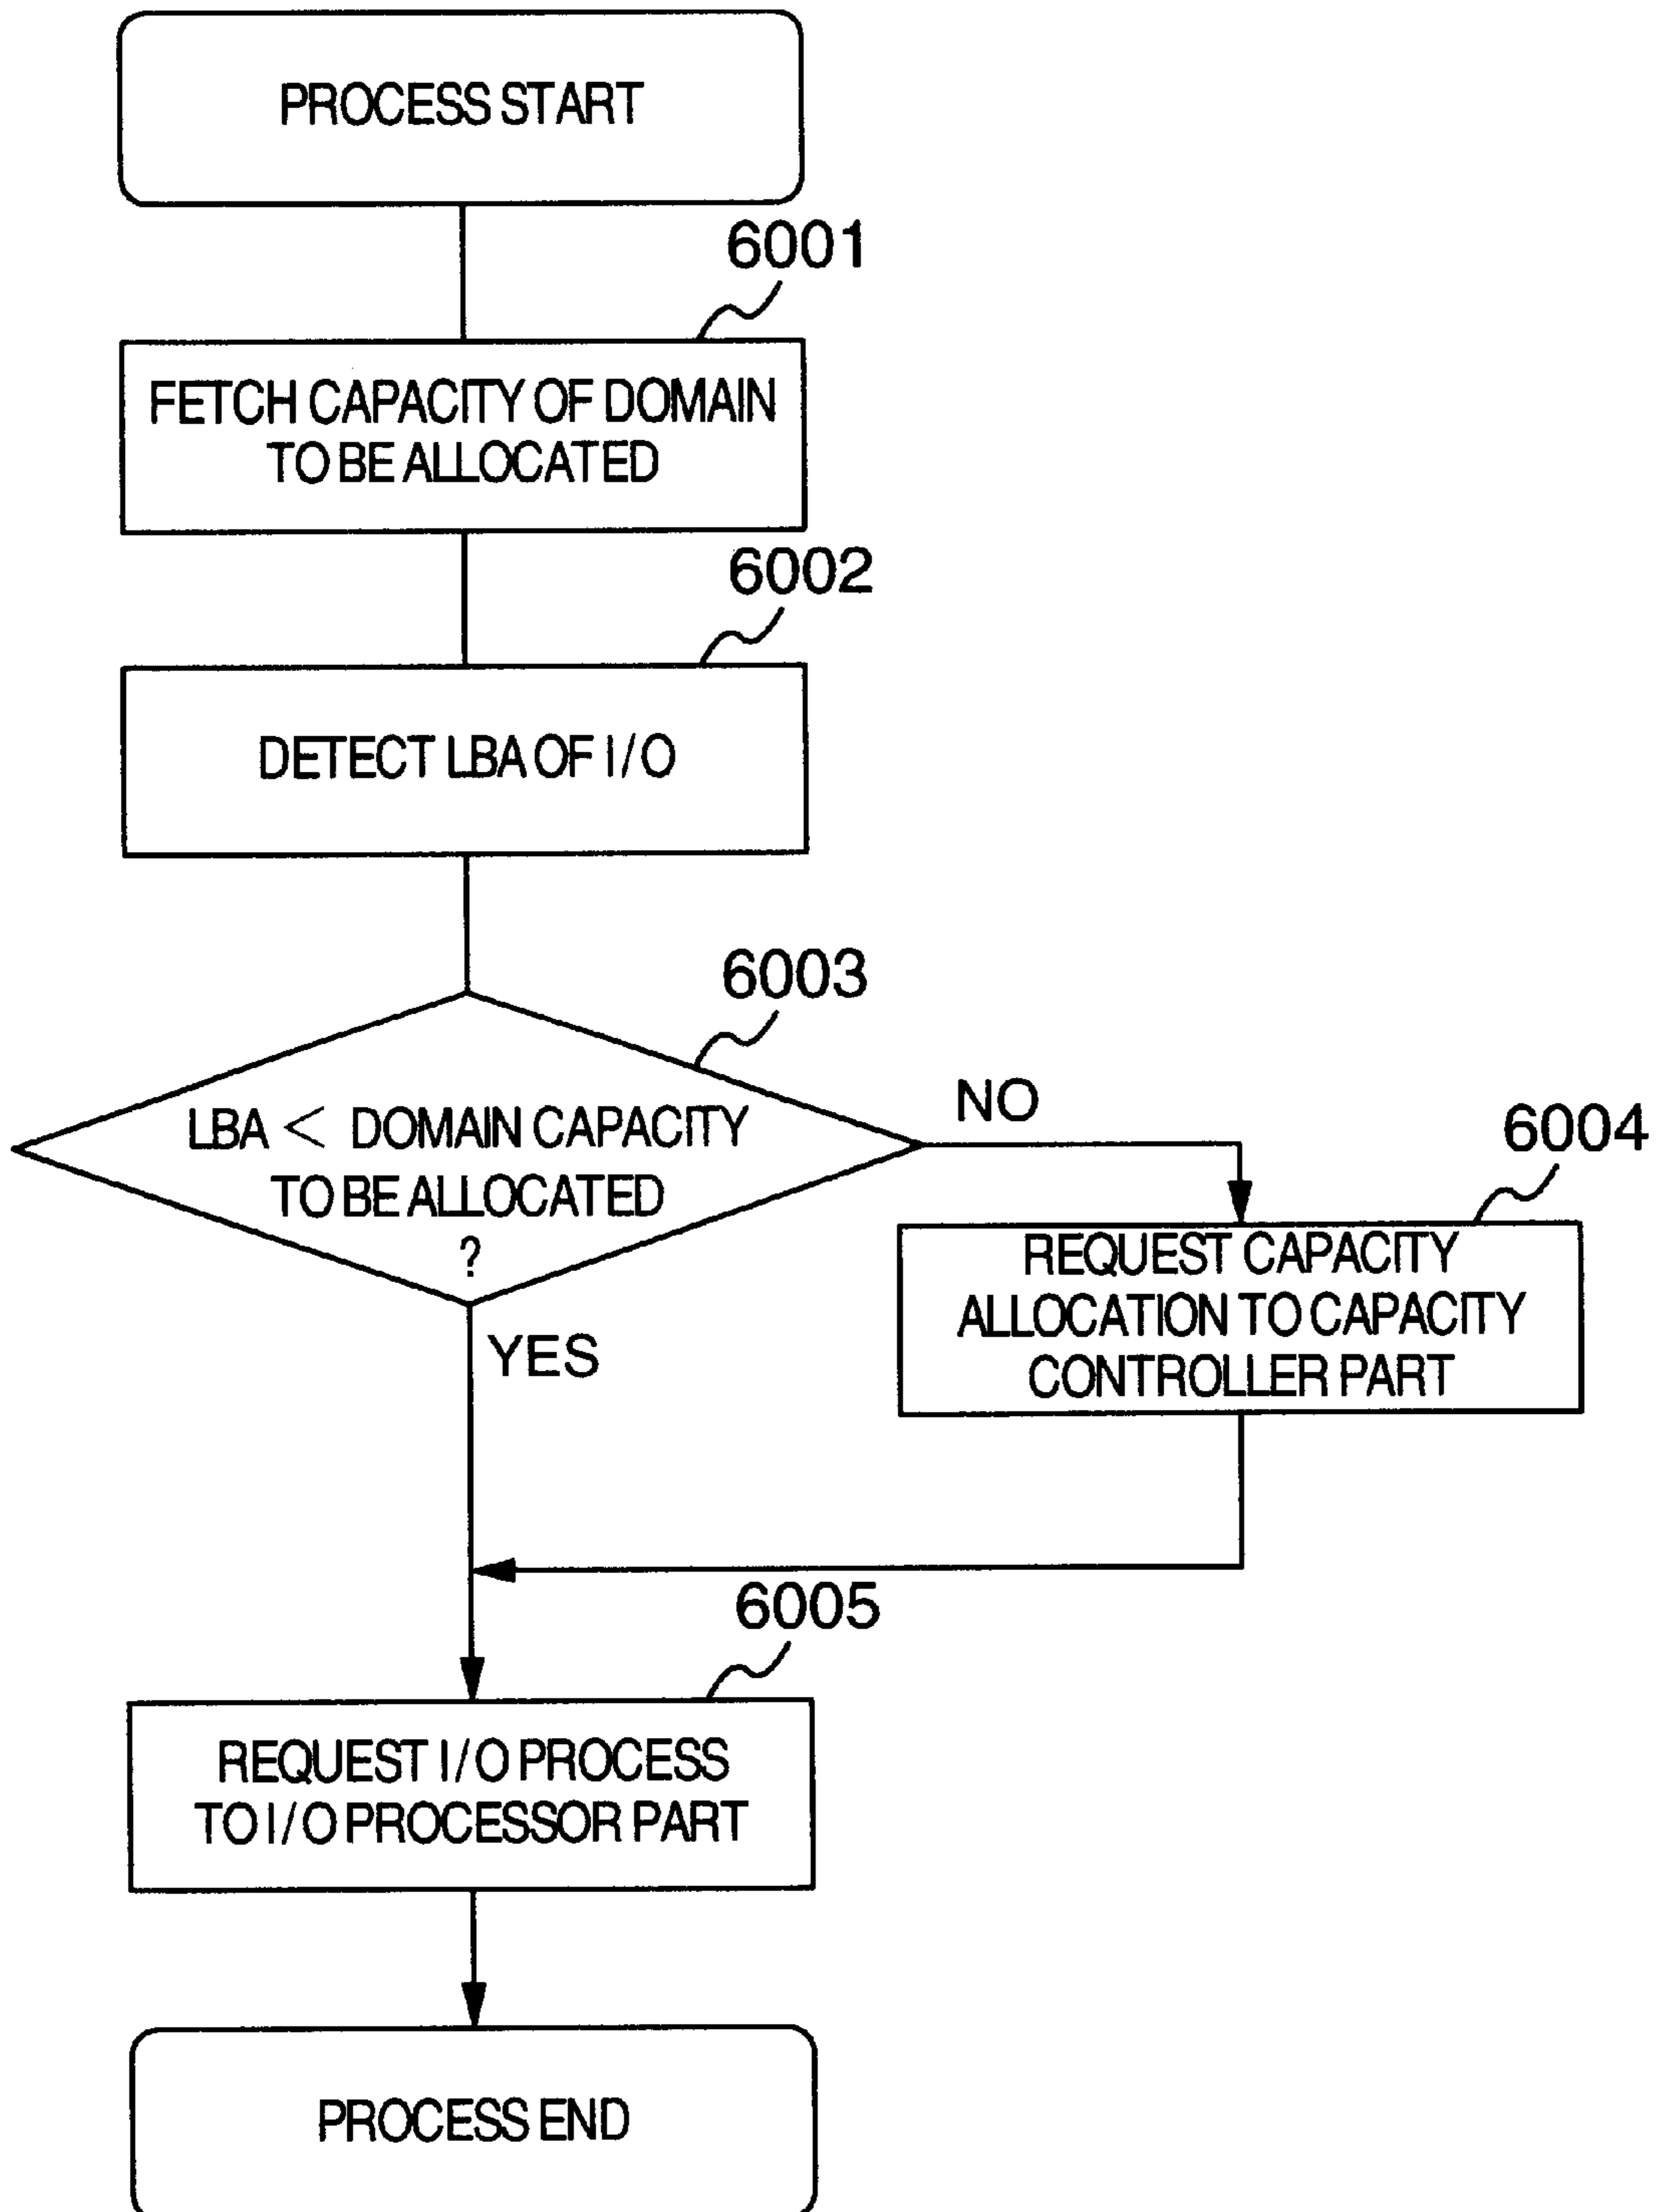 PROCESS START
6001
FETCH CAPACITY OF DOMAIN
TO BE ALLOCATED
6002
DETECT LBA OF I/O
6003
LBA < DOMAIN CAPACITY
TO BE ALLOCATED
?
NO
6004
REQUEST CAPACITY
ALLOCATION TO CAPACITY
CONTROLLER PART
YES
6005
REQUEST I/O PROCESS
TO I/O PROCESSOR PART
PROCESS END